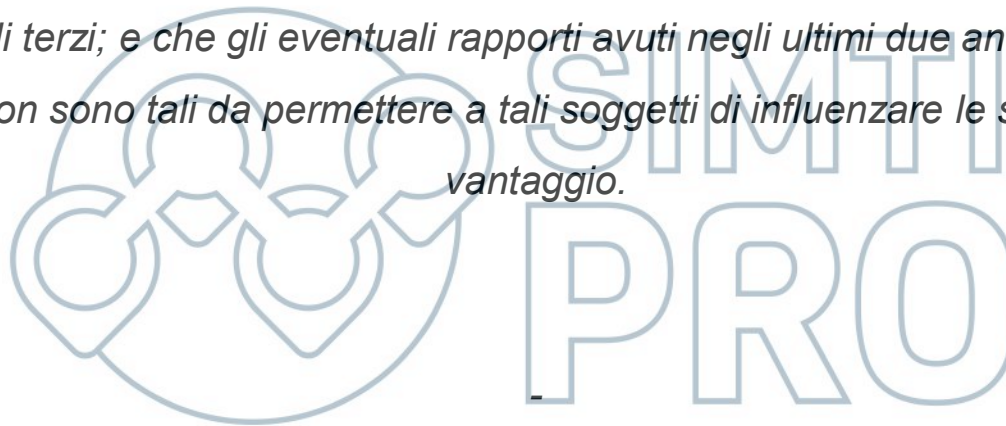 li terzi; e che gli eventuali rapporti avuti negli ultimi due an
on sono tali da permettere a tali soggetti di influenzare le s
vantaggio.
SIMTI
PRO
-